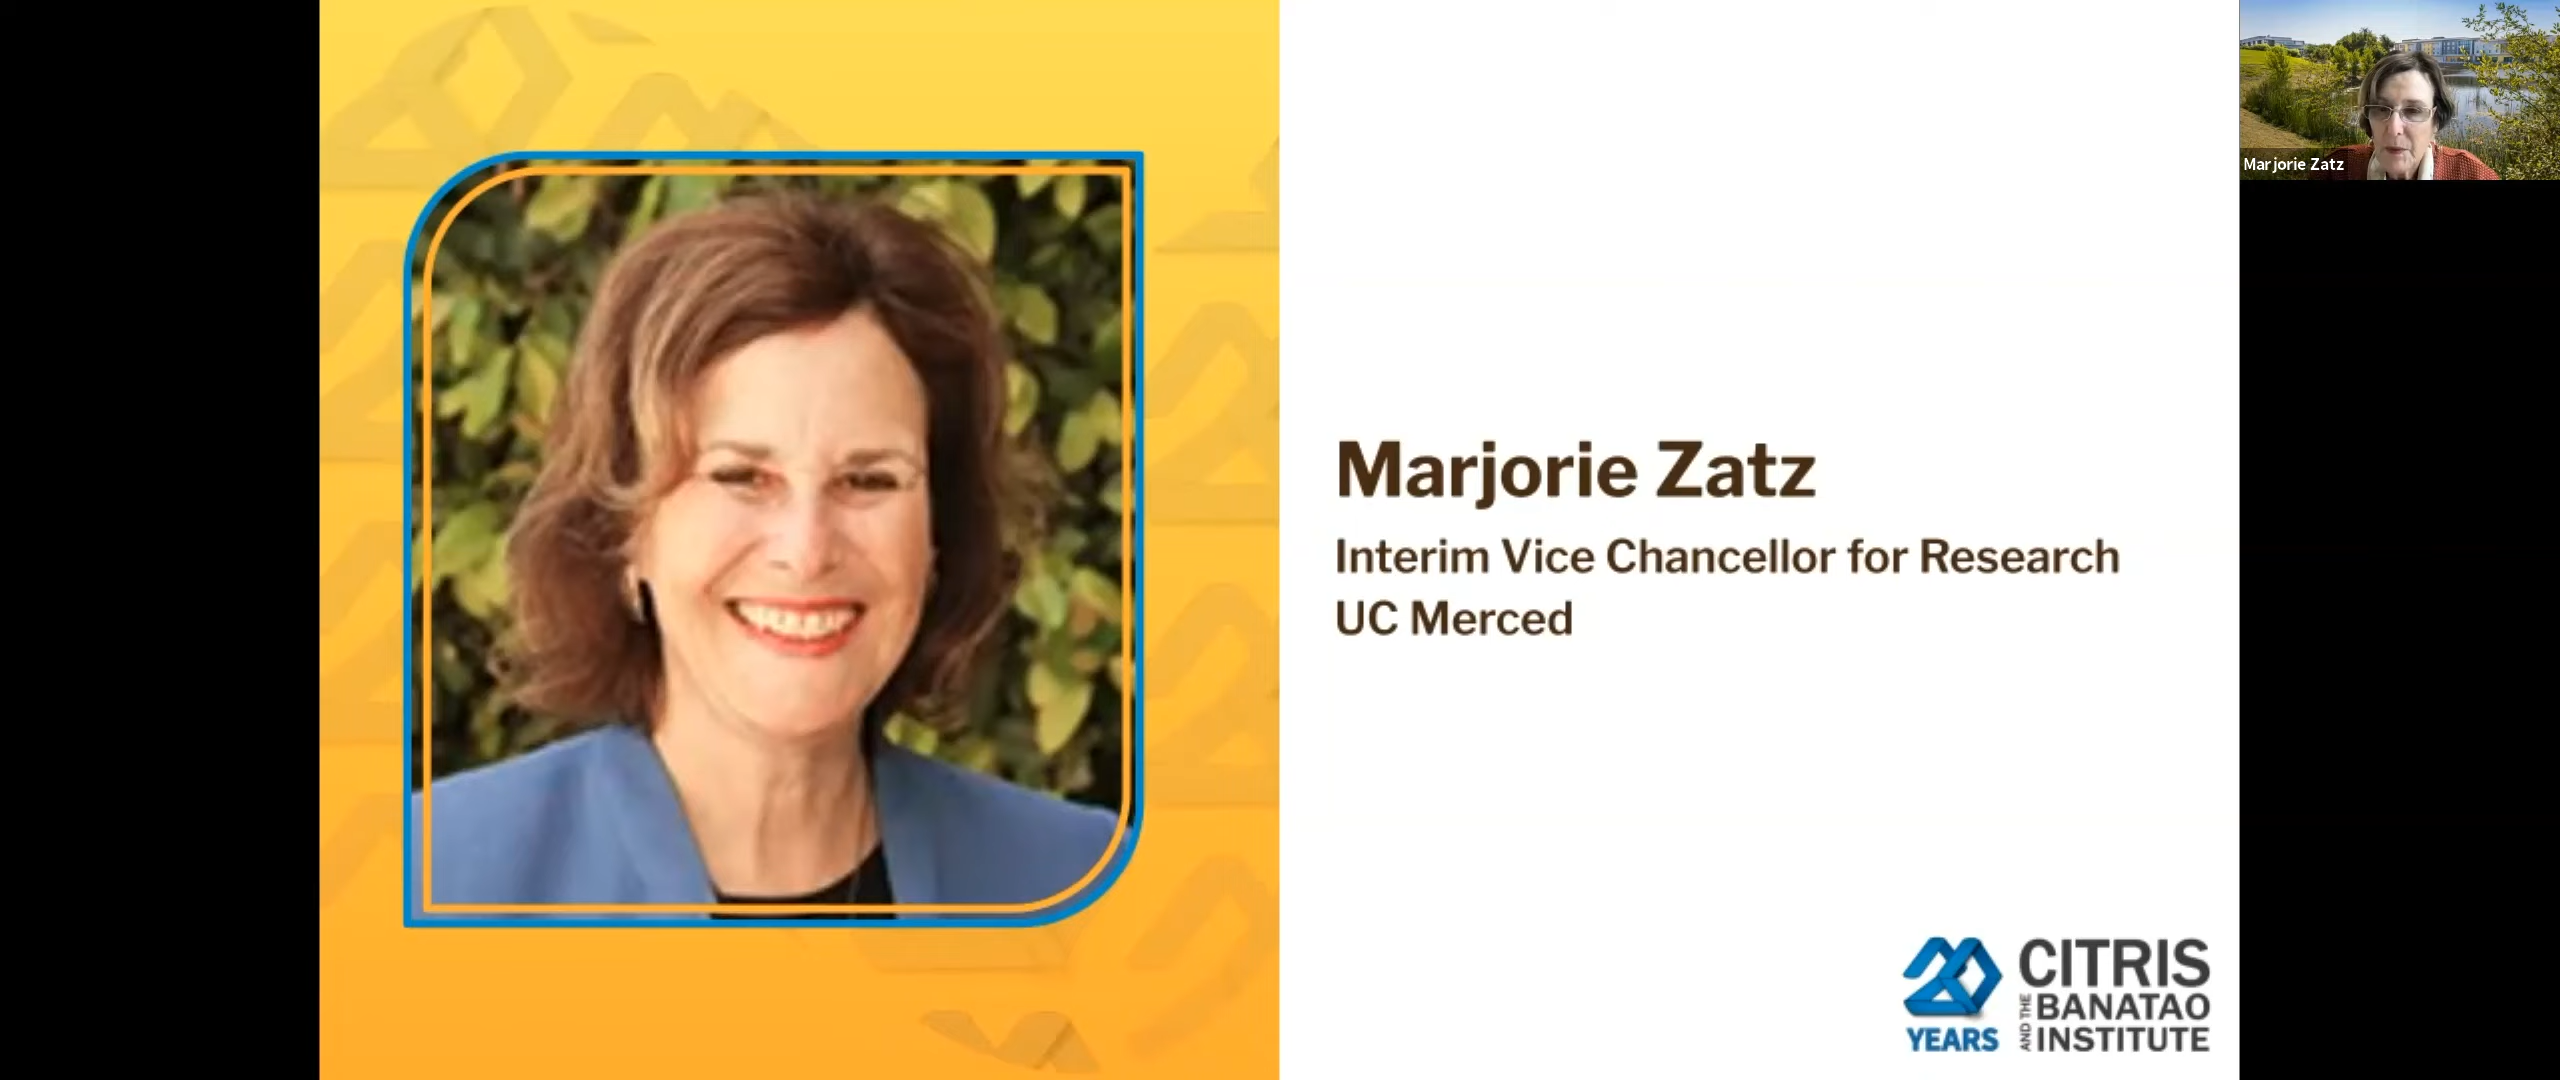 Marjorie Zatz
Interim Vice Chancellor for Research
UC Merced
20
YEARS
CITRIS
AND THE
BANATAO
INSTITUTE
Marjorie Zatz